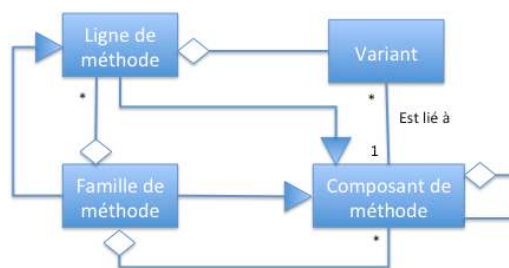 Ligne de
méthode
Variant
*
*
Est lié à
1
Famille de
méthode
Composant de
méthode
*